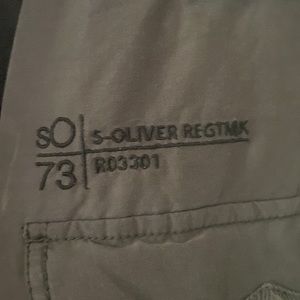 sO
73
S-OLIVER REGTMK
R03301